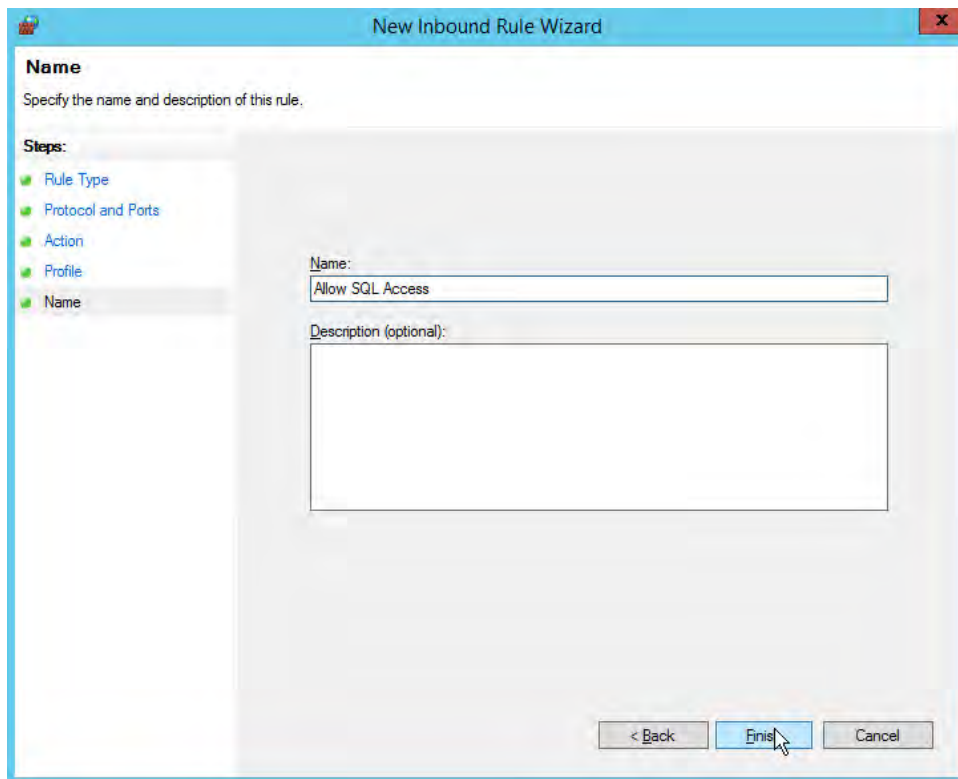 New Inbound Rule Wizard
x
Name
Specify the name and description of this rule.
Steps:
Rule Type
Protocol and Ports
Action
Profile
Name
Name:
Allow SQL Access
Description (optional):
< Back Finis Cancel